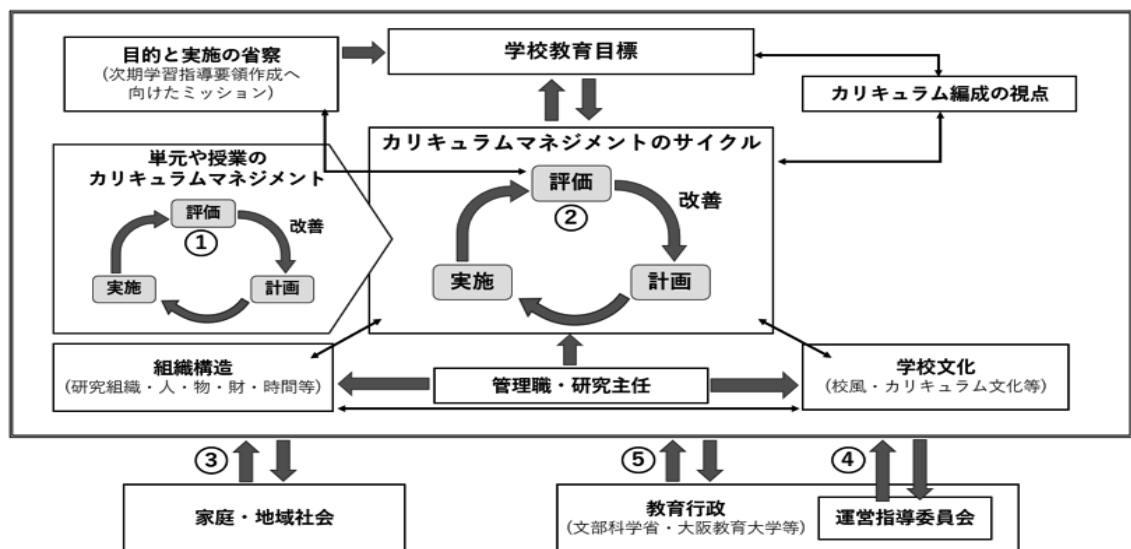 目的と実施の省察
(次期学習指導要領作成へ
向けたミッション)
学校教育目標
カリキュラム編成の視点
単元や授業の
カリキュラムマネジメント
評価
①
改善
実施
計画
カリキュラムマネジメントのサイクル
評価
②
改善
実施
計画
組織構造
(研究組織・人・物・財・時間等)
管理職・研究主任
学校文化
(校風・カリキュラム文化等)
③
⑤
④
家庭・地域社会
教育行政
(文部科学省・大阪教育大学等)
運営指導委員会